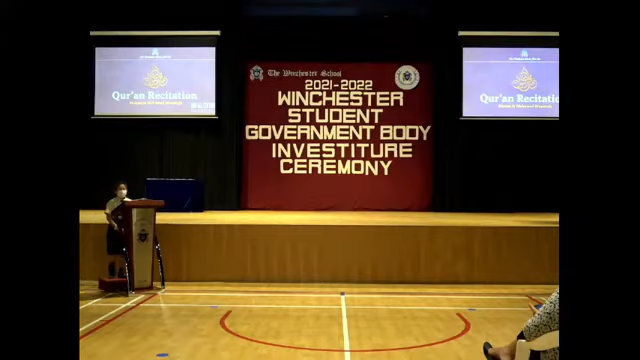 Qur'an Recitation
The Winchester School
2021-2022
WINCHESTER
STUDENT
GOVERNMENT BODY
INVESTITURE
CEREMONY
Qur'an Recitation